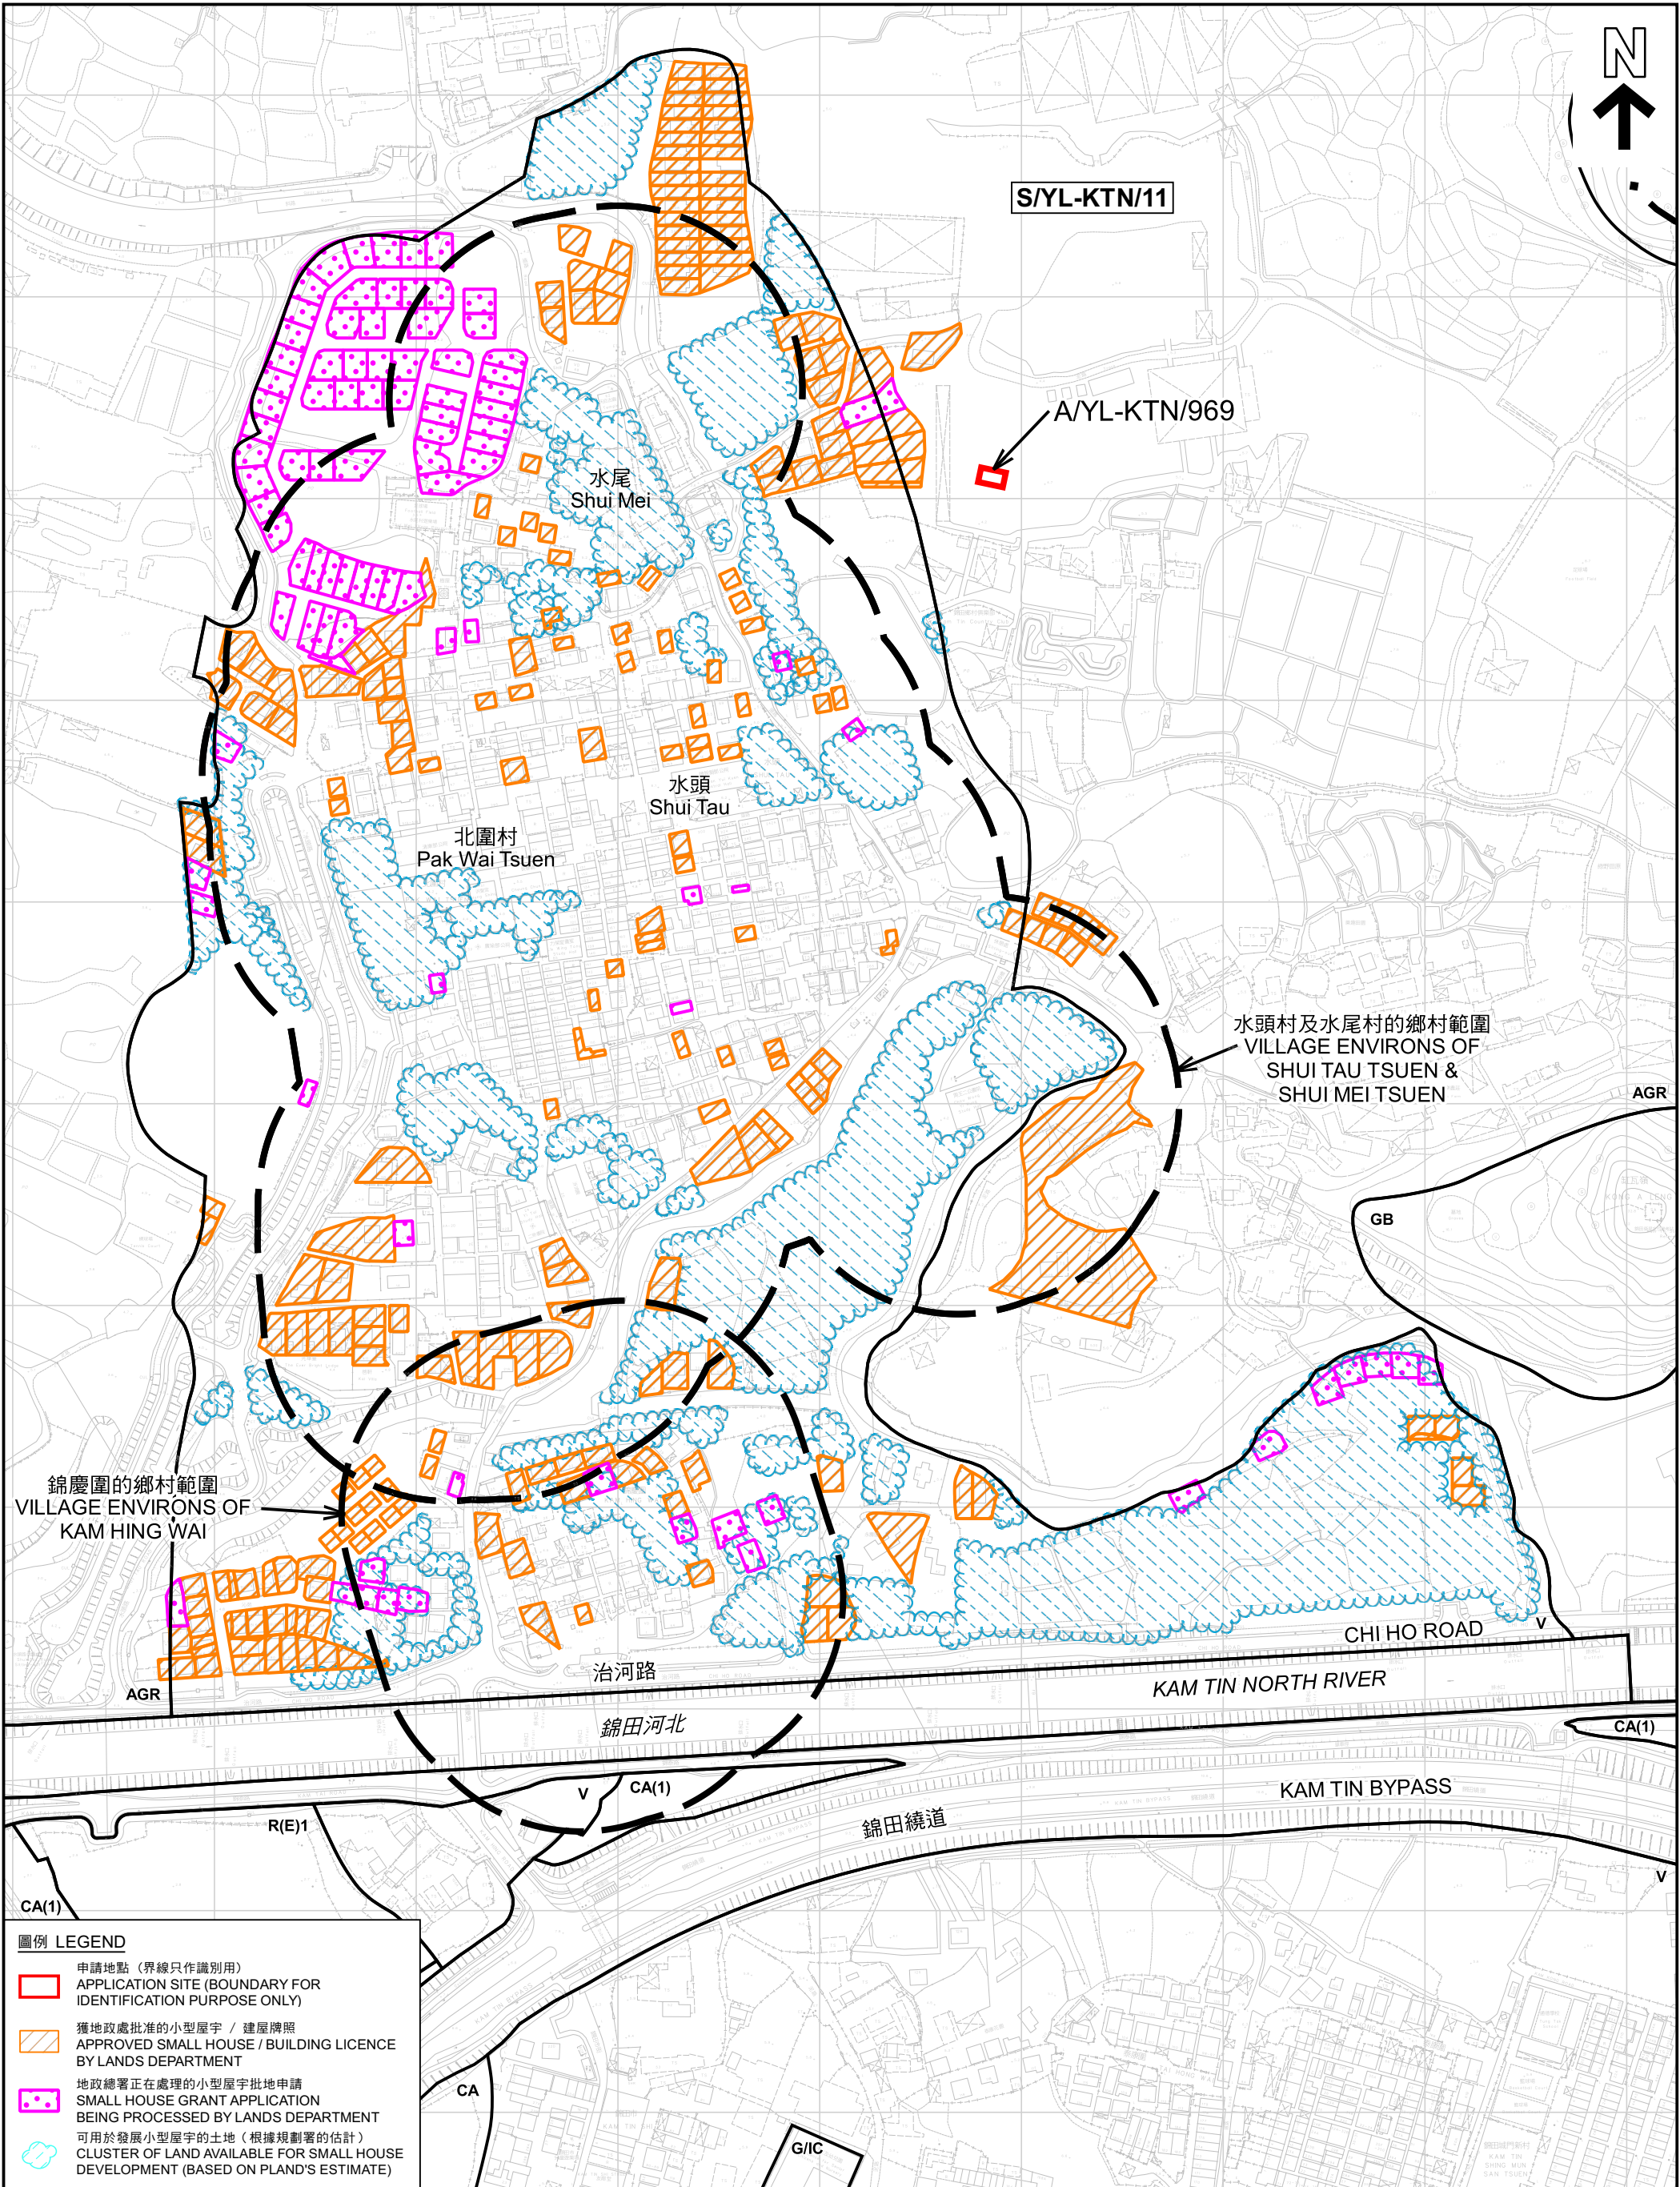 N
S/YL-KTN/11
A/YL-KTN/969
水尾
Shui Mei
水頭
Shui Tau
北圍村
Pak Wai Tsuen
水頭村及水尾村的鄉村範圍
VILLAGE ENVIRONS OF
SHUI TAU TSUEN &
SHUI MEI TSUEN
AGR
GB
錦慶圍的鄉村範圍
VILLAGE ENVIRONS OF
KAM HING WAI
CHI HO ROAD
V
治河路
KAM TIN NORTH RIVER
AGR
錦田河北
CA(1)
V
CA(1)
KAM TIN BYPASS
R(E)1
錦田繞道
V
CA(1)
CA
G/IC
KAM TIN
SHING MUN
SAN TSUEN
圖例 LEGEND
申請地點（界線只作識別用）
APPLICATION SITE (BOUNDARY FOR
IDENTIFICATION PURPOSE ONLY)
獲地政處批准的小型屋宇 / 建屋牌照
APPROVED SMALL HOUSE / BUILDING LICENCE
BY LANDS DEPARTMENT
地政總署正在處理的小型屋宇批地申請
SMALL HOUSE GRANT APPLICATION
BEING PROCESSED BY LANDS DEPARTMENT
可用於發展小型屋宇的土地（根據規劃署的估計）
CLUSTER OF LAND AVAILABLE FOR SMALL HOUSE
DEVELOPMENT (BASED ON PLAND'S ESTIMATE)